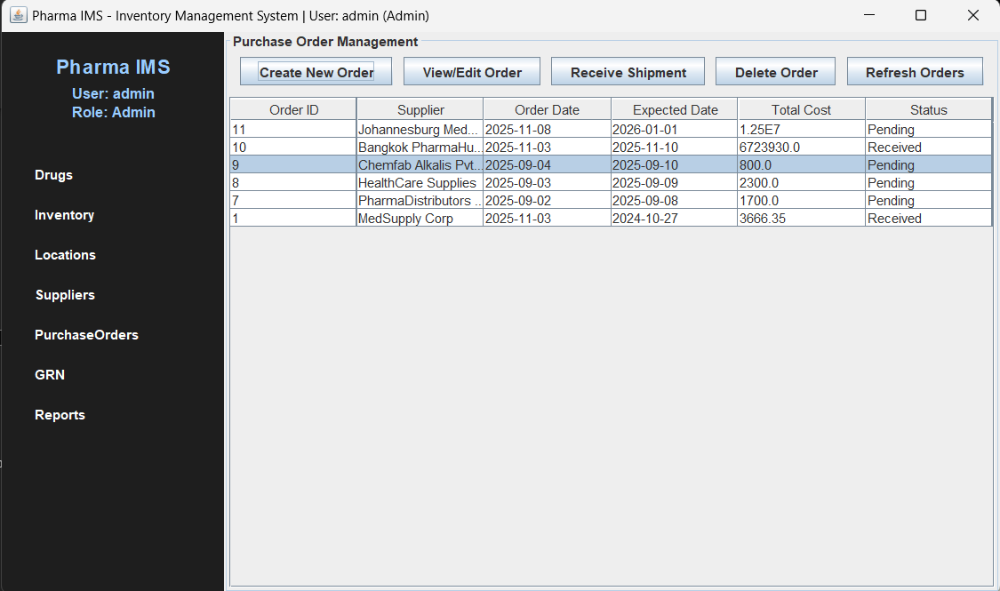 Pharma IMS - Inventory Management System | User: admin (Admin)
Pharma IMS
User: admin
Role: Admin
Drugs
Inventory
Locations
Suppliers
PurchaseOrders
GRN
Reports
Purchase Order Management
Create New Order View/Edit Order Receive Shipment Delete Order Refresh Orders
Order ID Supplier Order Date Expected Date Total Cost Status
11 Johannesburg Med... 2025-11-08 2026-01-01 1.25E7 Pending
10 Bangkok PharmaHu... 2025-11-03 2025-11-10 6723930.0 Received
9 Chemfab Alkalis Pvt... 2025-09-04 2025-09-10 800.0 Pending
8 HealthCare Supplies 2025-09-03 2025-09-09 2300.0 Pending
7 PharmaDistributors ... 2025-09-02 2025-09-08 1700.0 Pending
1 MedSupply Corp 2025-11-03 2024-10-27 3666.35 Received